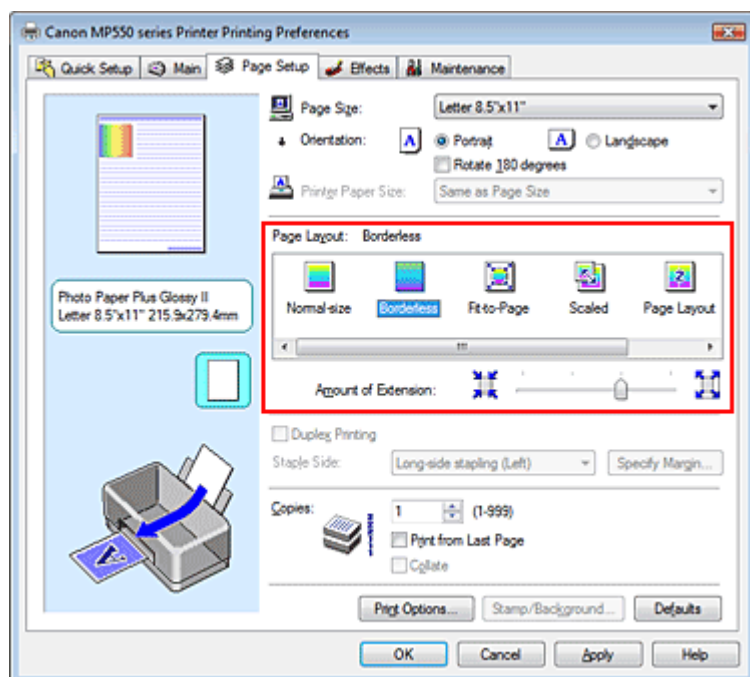 Canon MP550 series Printer Printing Preferences
Quick Setup Main Page Setup Effects Maintenance
Page Size: Letter 8.5"x11"
Orientation: A Portrait A Landscape
Rotate 180 degrees
Printer Paper Size: Same as Page Size
Page Layout: Borderless
Normal-size Borderless Fit-to-Page Scaled Page Layout
Photo Paper Plus Glossy II
Letter 8.5"x11" 215.9x279.4mm
Amount of Extension:
Duplex Printing
Staple Side: Long-side stapling (Left) Specify Margin...
Copies: 1 (1-999)
Print from Last Page
Collate
Print Options... Stamp/Background... Defaults
OK Cancel Apply Help